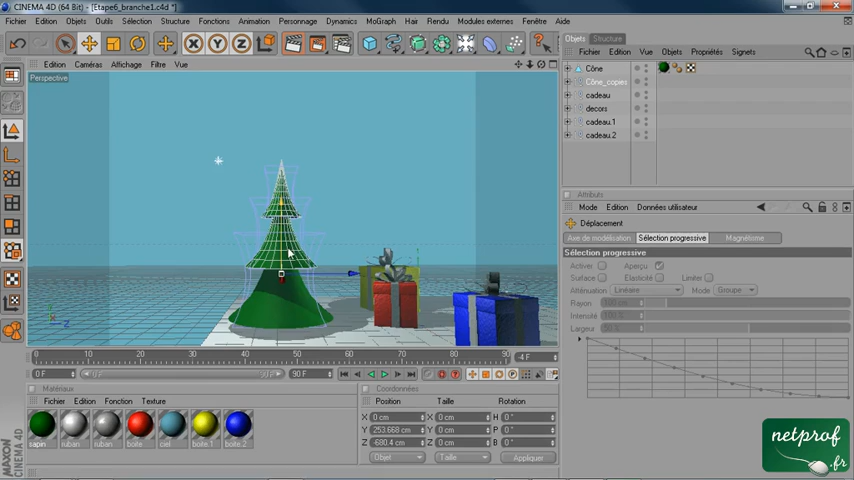 CINEMA 4D (64 Bit) - [Etape6_branche1.c4d *]
Fichier Edition Objets Outils Sélection Structure Fonctions Animation Personnage Dynamics MoGraph Hair Rendu Modules externes Fenêtre Aide
Edition Caméras Affichage Filtre Vue
Perspective
Objets Structure
Fichier Edition Vue Objets Propriétés Signets
Cône
Cône_copies
cadeau
decors
cadeau.1
cadeau.2
Attributs
Mode Edition Données utilisateur
Déplacement
Axe de modélisation Sélection progressive Magnétisme
Sélection progressive
Activer Aperçu
Surface Elasticité Limiter
Atténuation Linéaire Mode Groupe
Rayon 100 cm
Intensité 100 %
Largeur 50 %
0 10 20 30 40 50 60 70 80 90 -4 F
0 F 0 F 90 F 90 F
Matériaux
Fichier Edition Fonction Texture
sapin ruban ruban boite ciel boite.1 boite.2
Coordonnées
Position Taille Rotation
X 0 cm X 0 cm H 0 °
Y 253.668 cm Y 0 cm P 0 °
Z -680.4 cm Z 0 cm B 0 °
Objet Taille Appliquer
MAXON
CINEMA 4D
netprof
.fr